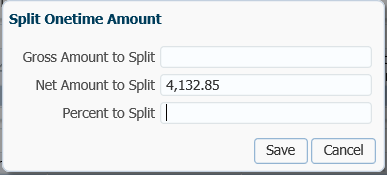 Split Onetime Amount
Gross Amount to Split
Net Amount to Split 4,132.85
Percent to Split
Save Cancel